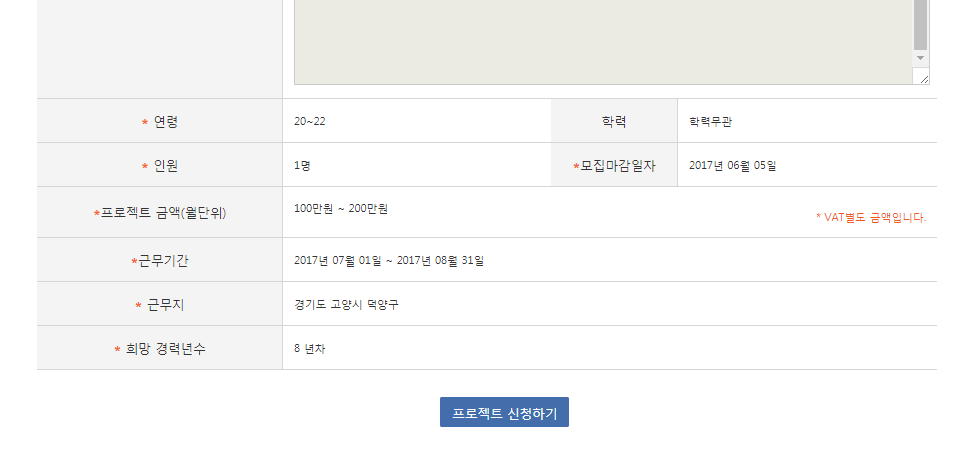 * 연령 20~22 학력 학력무관
* 인원 1명 *모집마감일자 2017년 06월 05일
*프로젝트 금액(월단위) 100만원 ~ 200만원 * VAT별도 금액입니다.
*근무기간 2017년 07월 01일 ~ 2017년 08월 31일
* 근무지 경기도 고양시 덕양구
* 희망 경력년수 8 년차
프로젝트 신청하기